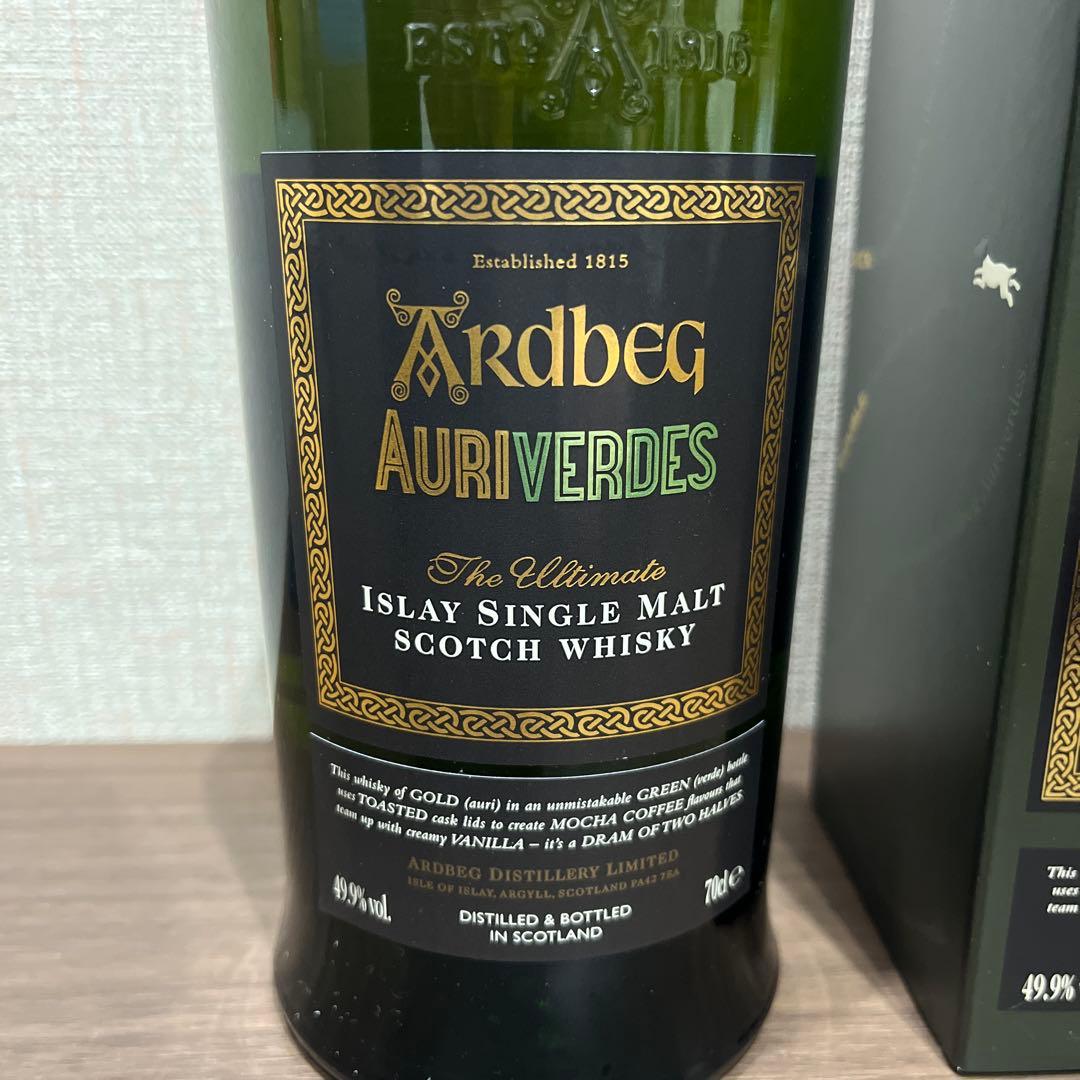 ESTD 1815
Established 1815
ARDBEG
AURIVERDES
The Ultimate
ISLAY SINGLE MALT
SCOTCH WHISKY
This whisky of GOLD (auri) in an unmistakable GREEN (verde) bottle
uses TOASTED cask lids to create MOCHA COFFEE flavours that
team up with creamy VANILLA – it's a DRAM OF TWO HALVES.
ARDBEG DISTILLERY LIMITED
ISLE OF ISLAY, ARGYLL, SCOTLAND PA42 7EA
49.9% vol.
70cl e
DISTILLED & BOTTLED
IN SCOTLAND
Auriverdes
This
uses
team
49.9%